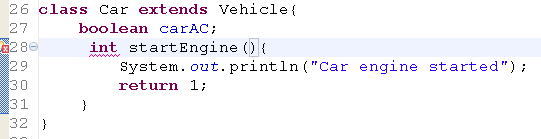 26 class Car extends Vehicle{
27 boolean carAC;
28 int startEngine(){
29 System.out.println("Car engine started");
30 return 1;
31 }
32 }